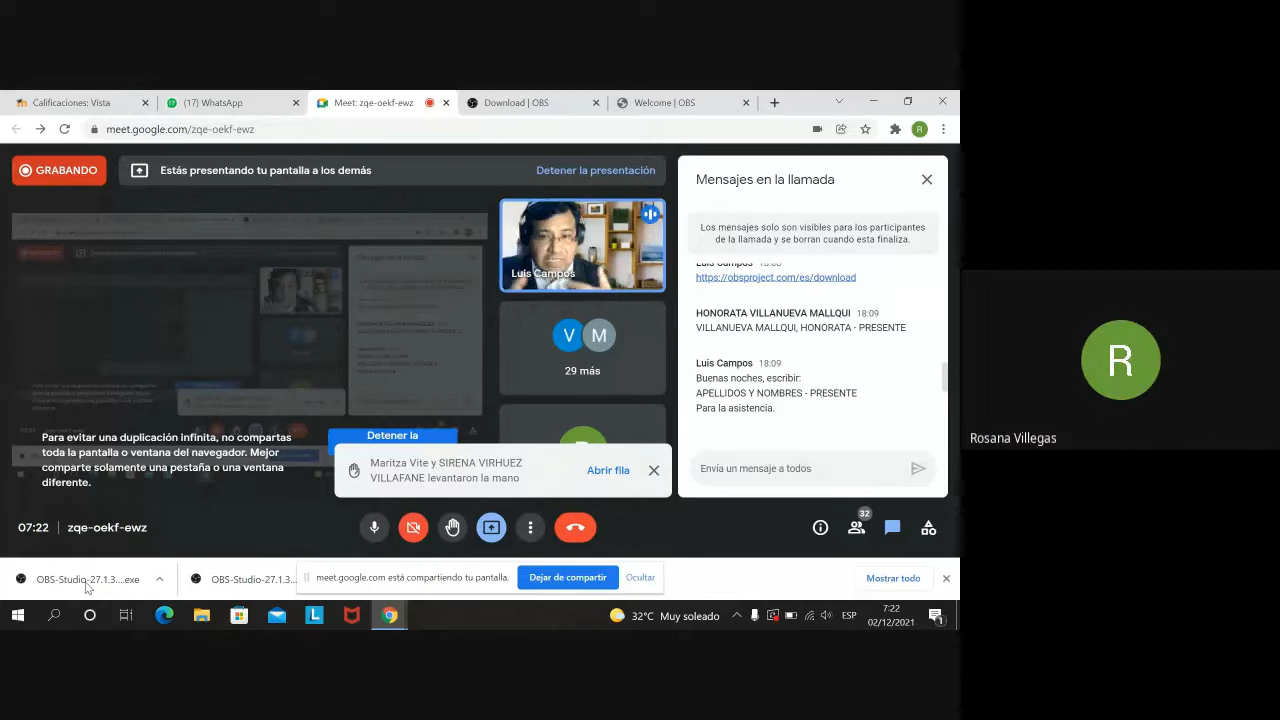 Calificaciones: Vista
(17) WhatsApp
Meet: zqe-oekf-ewz
Download | OBS
Welcome | OBS
meet.google.com/zqe-oekf-ewz
R
GRABANDO
Estás presentando tu pantalla a los demás
Detener la presentación
Luis Campos
V M
29 más
Para evitar una duplicación infinita, no compartas
toda la pantalla o ventana del navegador. Mejor
comparte solamente una pestaña o una ventana
diferente.
Detener la
Maritza Vite y SIRENA VIRHUEZ
VILLAFANE levantaron la mano
Abrir fila
Mensajes en la llamada
Los mensajes solo son visibles para los participantes
de la llamada y se borran cuando esta finaliza.
Luis Campos
https://obsproject.com/es/download
HONORATA VILLANUEVA MALLQUI 18:09
VILLANUEVA MALLQUI, HONORATA - PRESENTE
Luis Campos 18:09
Buenas noches, escribir:
APELLIDOS Y NOMBRES - PRESENTE
Para la asistencia.
Envía un mensaje a todos
07:22 | zqe-oekf-ewz
32
OBS-Studio-27.1.3....exe
OBS-Studio-27.1.3...
meet.google.com está compartiendo tu pantalla.
Dejar de compartir
Ocultar
Mostrar todo
L
32°C Muy soleado
ESP
7:22
02/12/2021
1
R
Rosana Villegas